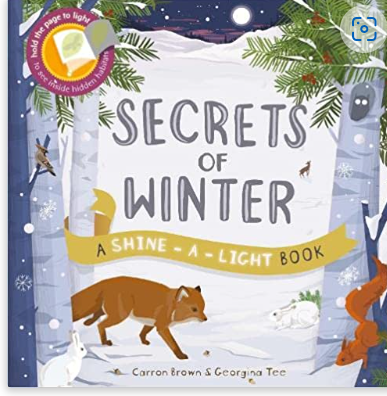 hold the page to light
to see inside hidden habitats
SECRETS
OF
WINTER
A SHINE-A-LIGHT BOOK
Carron Brown & Georgina Tee